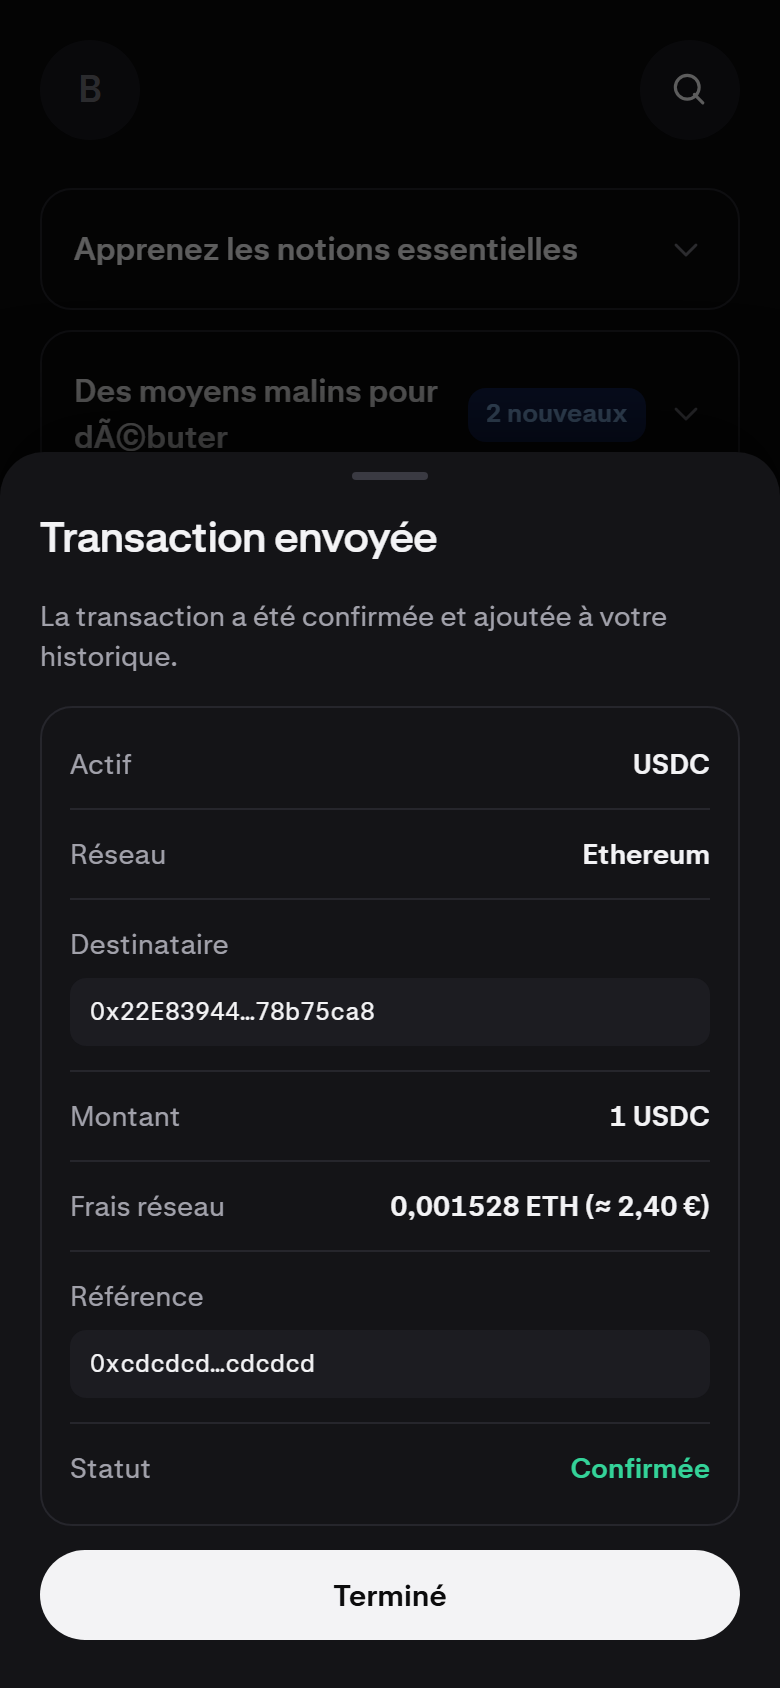 B
Apprenez les notions essentielles
Des moyens malins pour
dÃ©buter
2 nouveaux
Transaction envoyée
La transaction a été confirmée et ajoutée à votre
historique.
Actif
USDC
Réseau
Ethereum
Destinataire
0x22E83944…78b75ca8
Montant
1 USDC
Frais réseau
0,001528 ETH (≈ 2,40 €)
Référence
0xcdcdcd…cdcdcd
Statut
Confirmée
Terminé